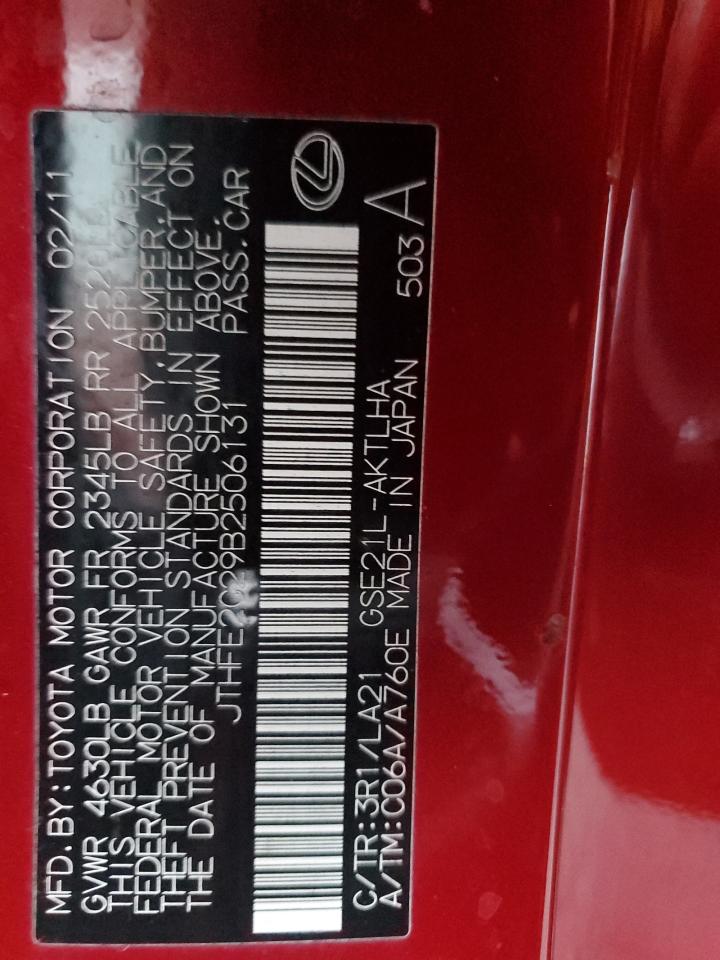 MFD. BY: TOYOTA MOTOR CORPORATION 02/11
GVWR 4630LB GAWR FR 2345LB RR
THIS VEHICLE CONFORMS TO ALL APPLICABLE
FEDERAL MOTOR VEHICLE SAFETY, BUMPER, AND
THEFT PREVENTION STANDARDS IN EFFECT ON
THE DATE OF MANUFACTURE SHOWN ABOVE.
PASS. CAR
C/TR: 3R1/LA21 GSE21L-AKTLHA
A/TM: C06A/A760E MADE IN JAPAN 503 A